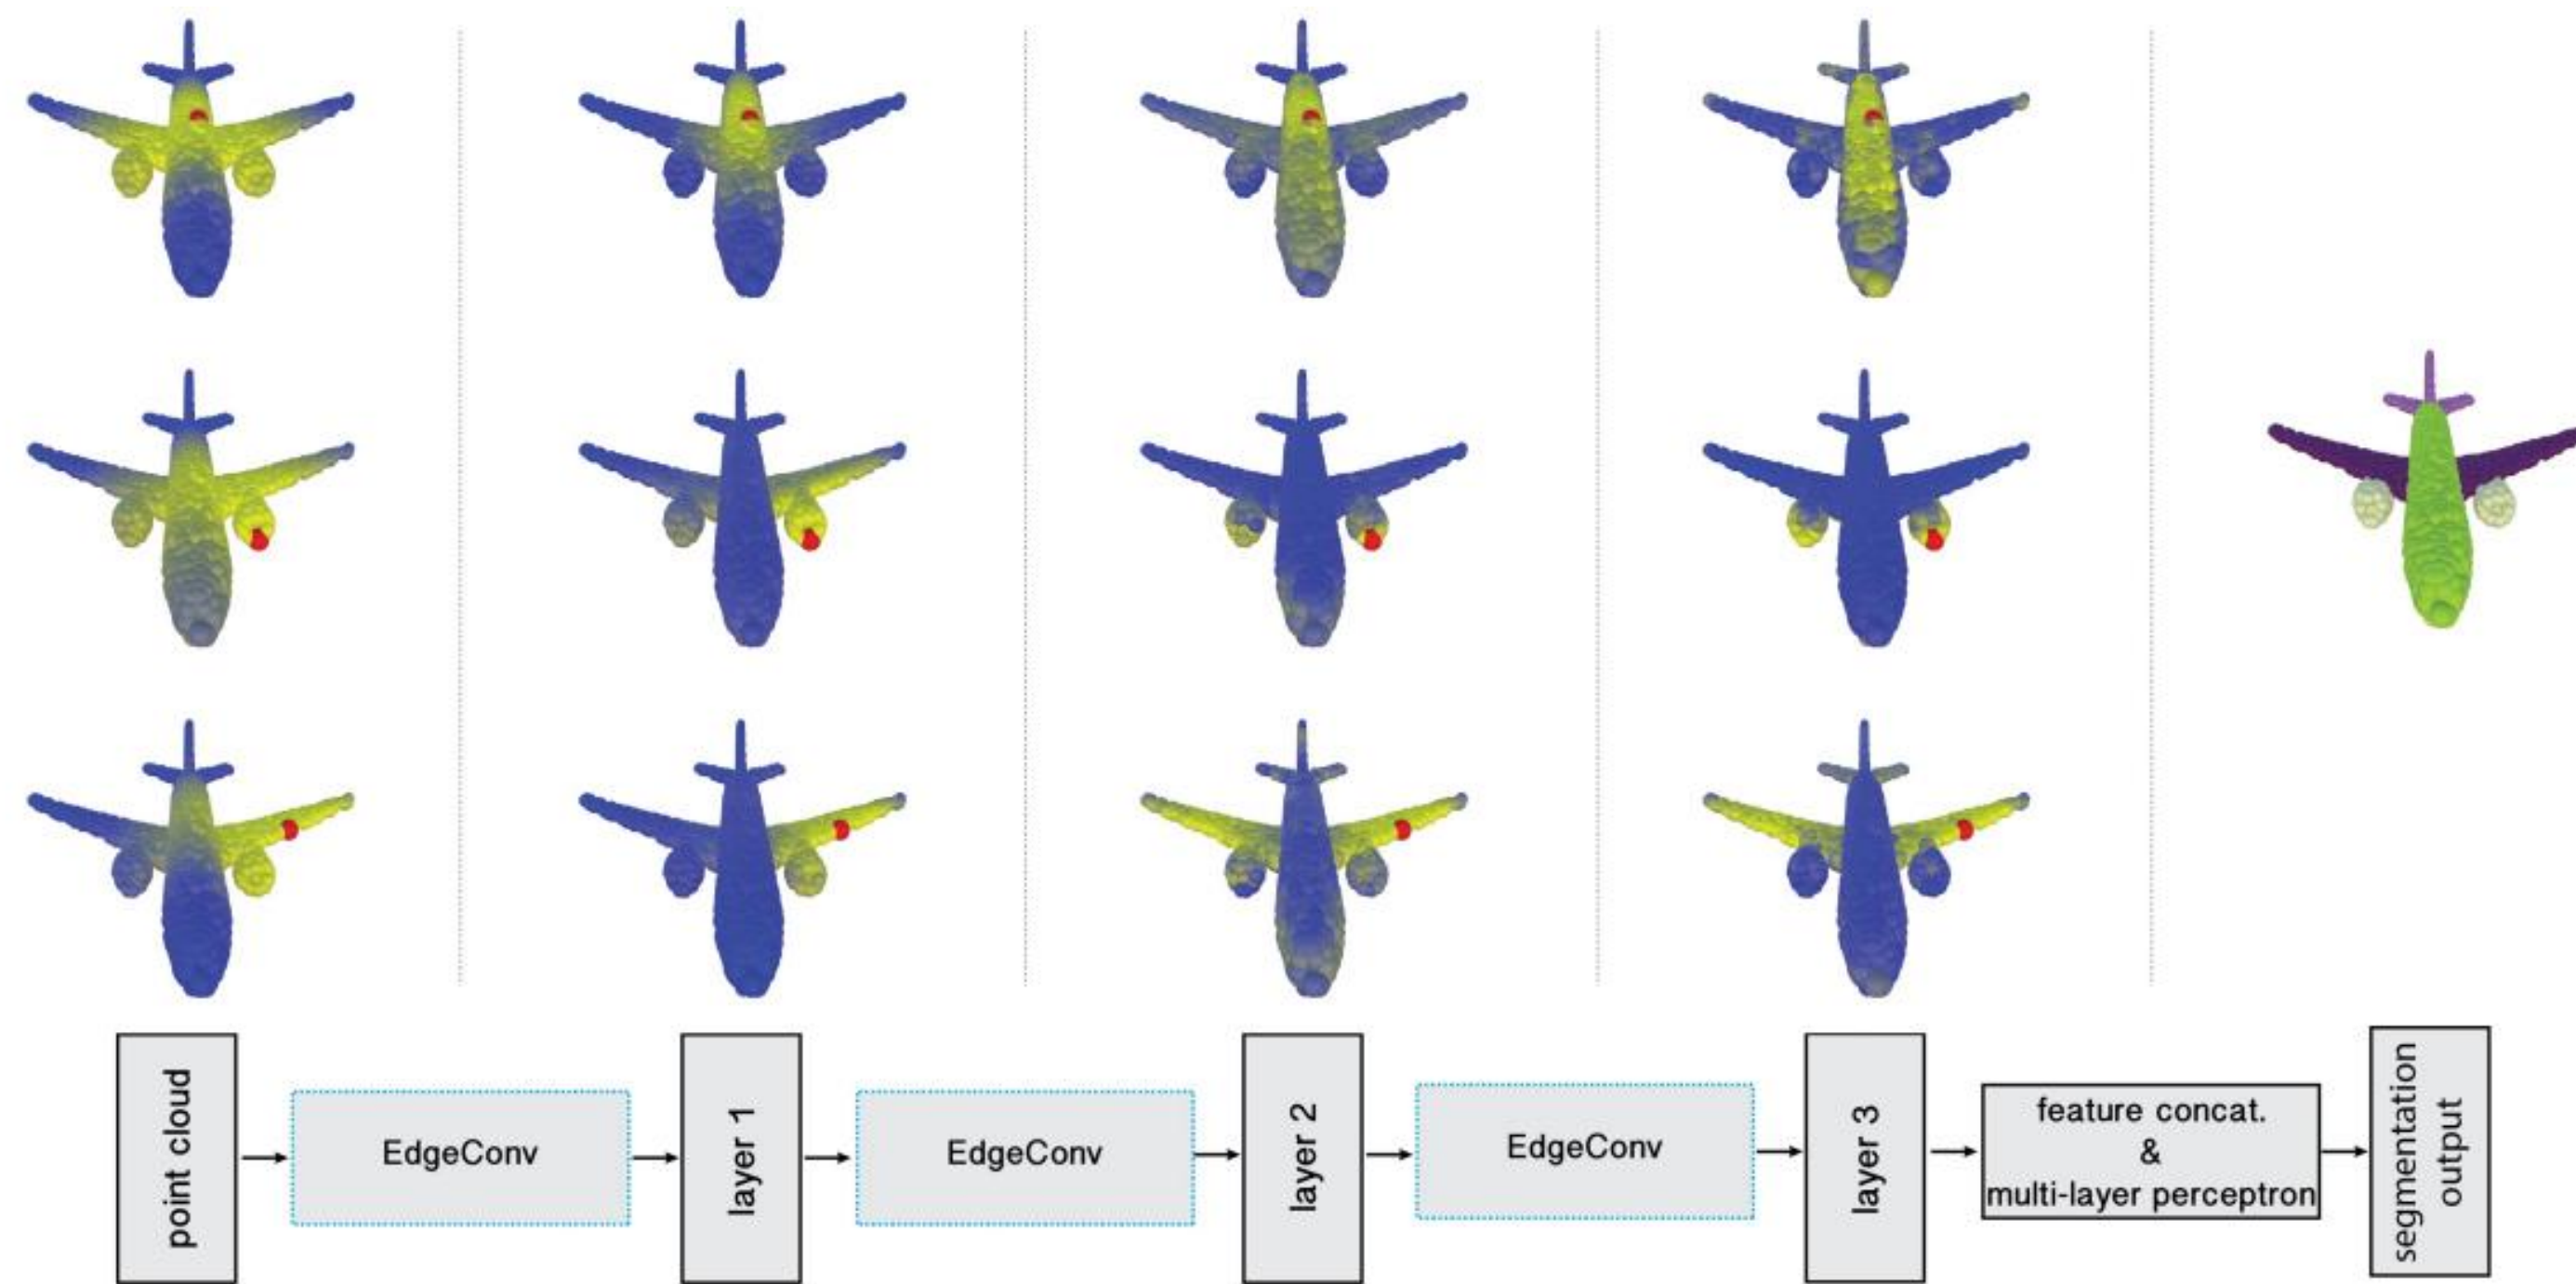 point cloud
EdgeConv
layer 1
EdgeConv
layer 2
EdgeConv
layer 3
feature concat.
&
multi-layer perceptron
segmentation
output